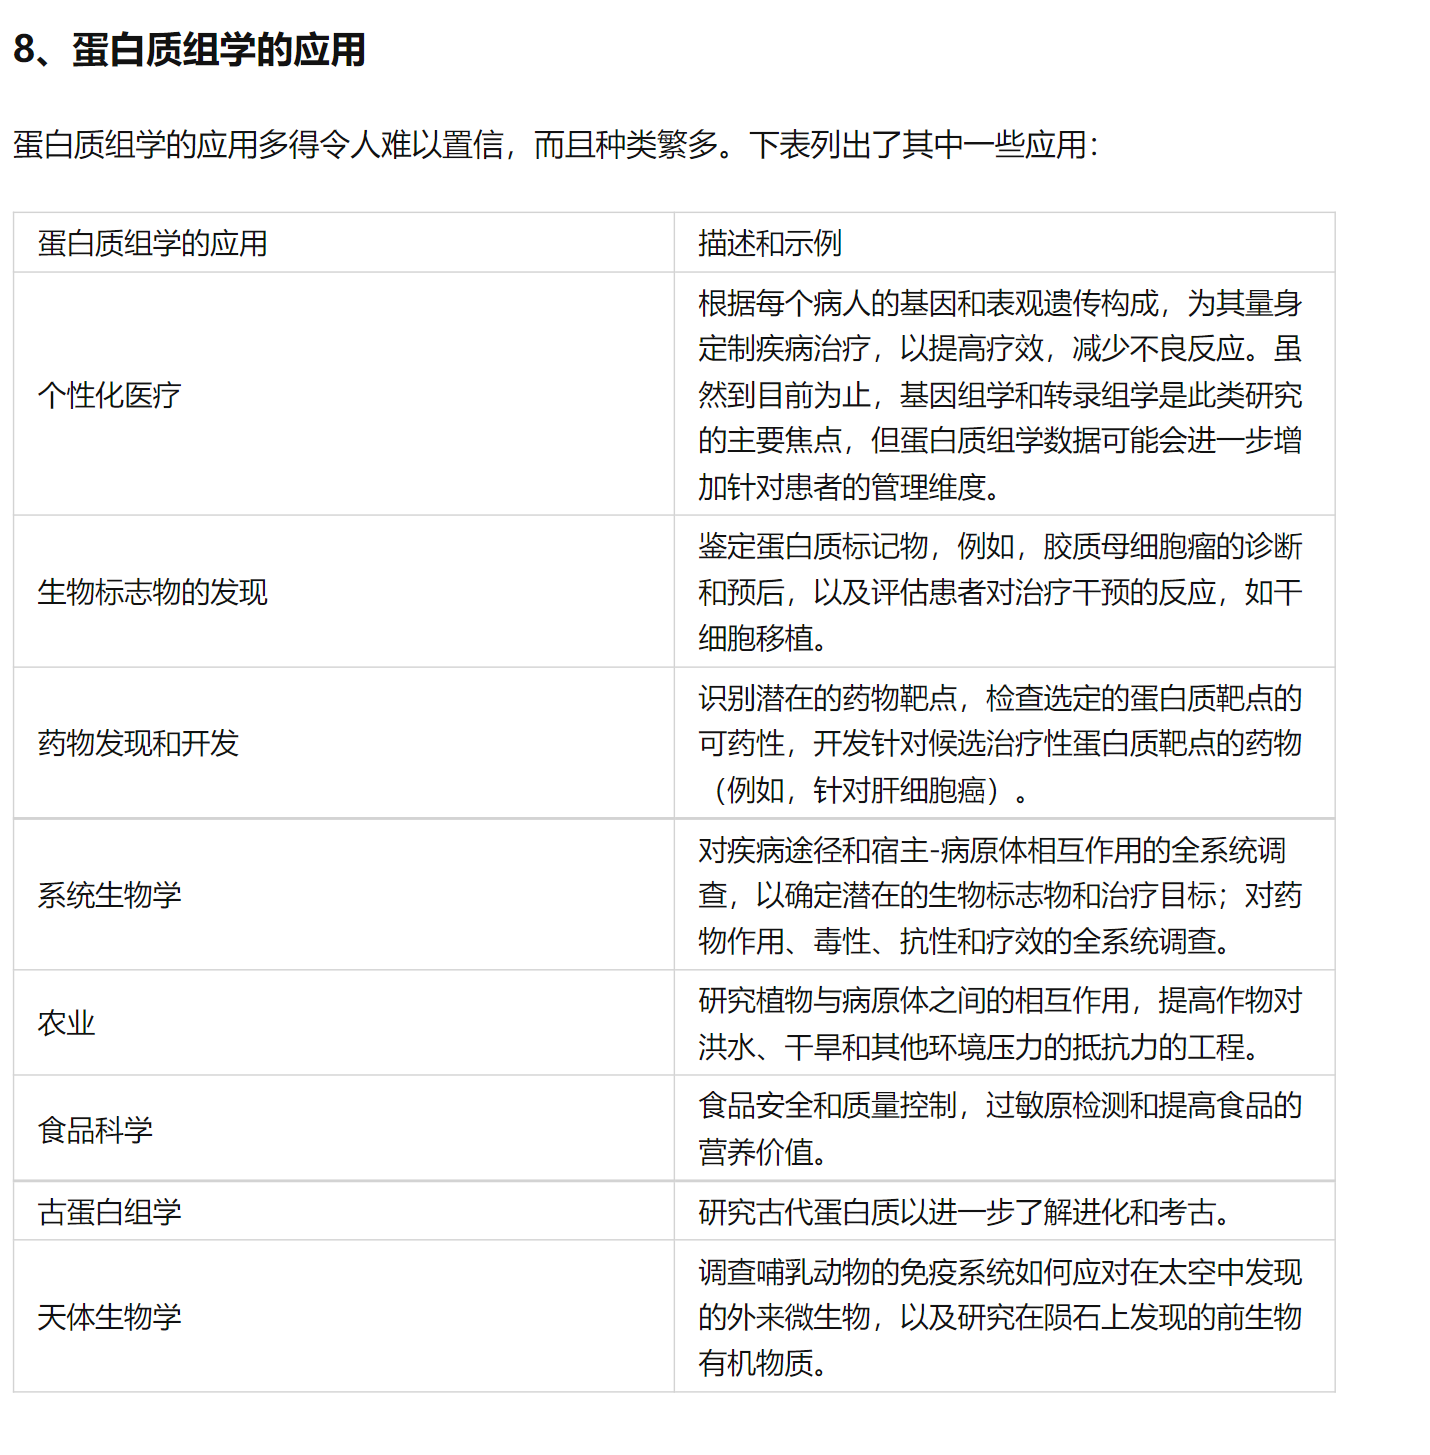 8、蛋白质组学的应用
蛋白质组学的应用多得令人难以置信，而且种类繁多。下表列出了其中一些应用：
蛋白质组学的应用
描述和示例
个性化医疗
根据每个病人的基因和表观遗传构成，为其量身
定制疾病治疗，以提高疗效，减少不良反应。虽
然到目前为止，基因组学和转录组学是此类研究
的主要焦点，但蛋白质组学数据可能会进一步增
加针对患者的管理维度。
生物标志物的发现
鉴定蛋白质标记物，例如，胶质母细胞瘤的诊断
和预后，以及评估患者对治疗干预的反应，如干
细胞移植。
药物发现和开发
识别潜在的药物靶点，检查选定的蛋白质靶点的
可药性，开发针对候选治疗性蛋白质靶点的药物
（例如，针对肝细胞癌）。
系统生物学
对疾病途径和宿主-病原体相互作用的全系统调
查，以确定潜在的生物标志物和治疗目标；对药
物作用、毒性、抗性和疗效的全系统调查。
农业
研究植物与病原体之间的相互作用，提高作物对
洪水、干旱和其他环境压力的抵抗力的工程。
食品科学
食品安全和质量控制，过敏原检测和提高食品的
营养价值。
古蛋白组学
研究古代蛋白质以进一步了解进化和考古。
天体生物学
调查哺乳动物的免疫系统如何应对在太空中发现
的外来微生物，以及研究在陨石上发现的前生物
有机物质。